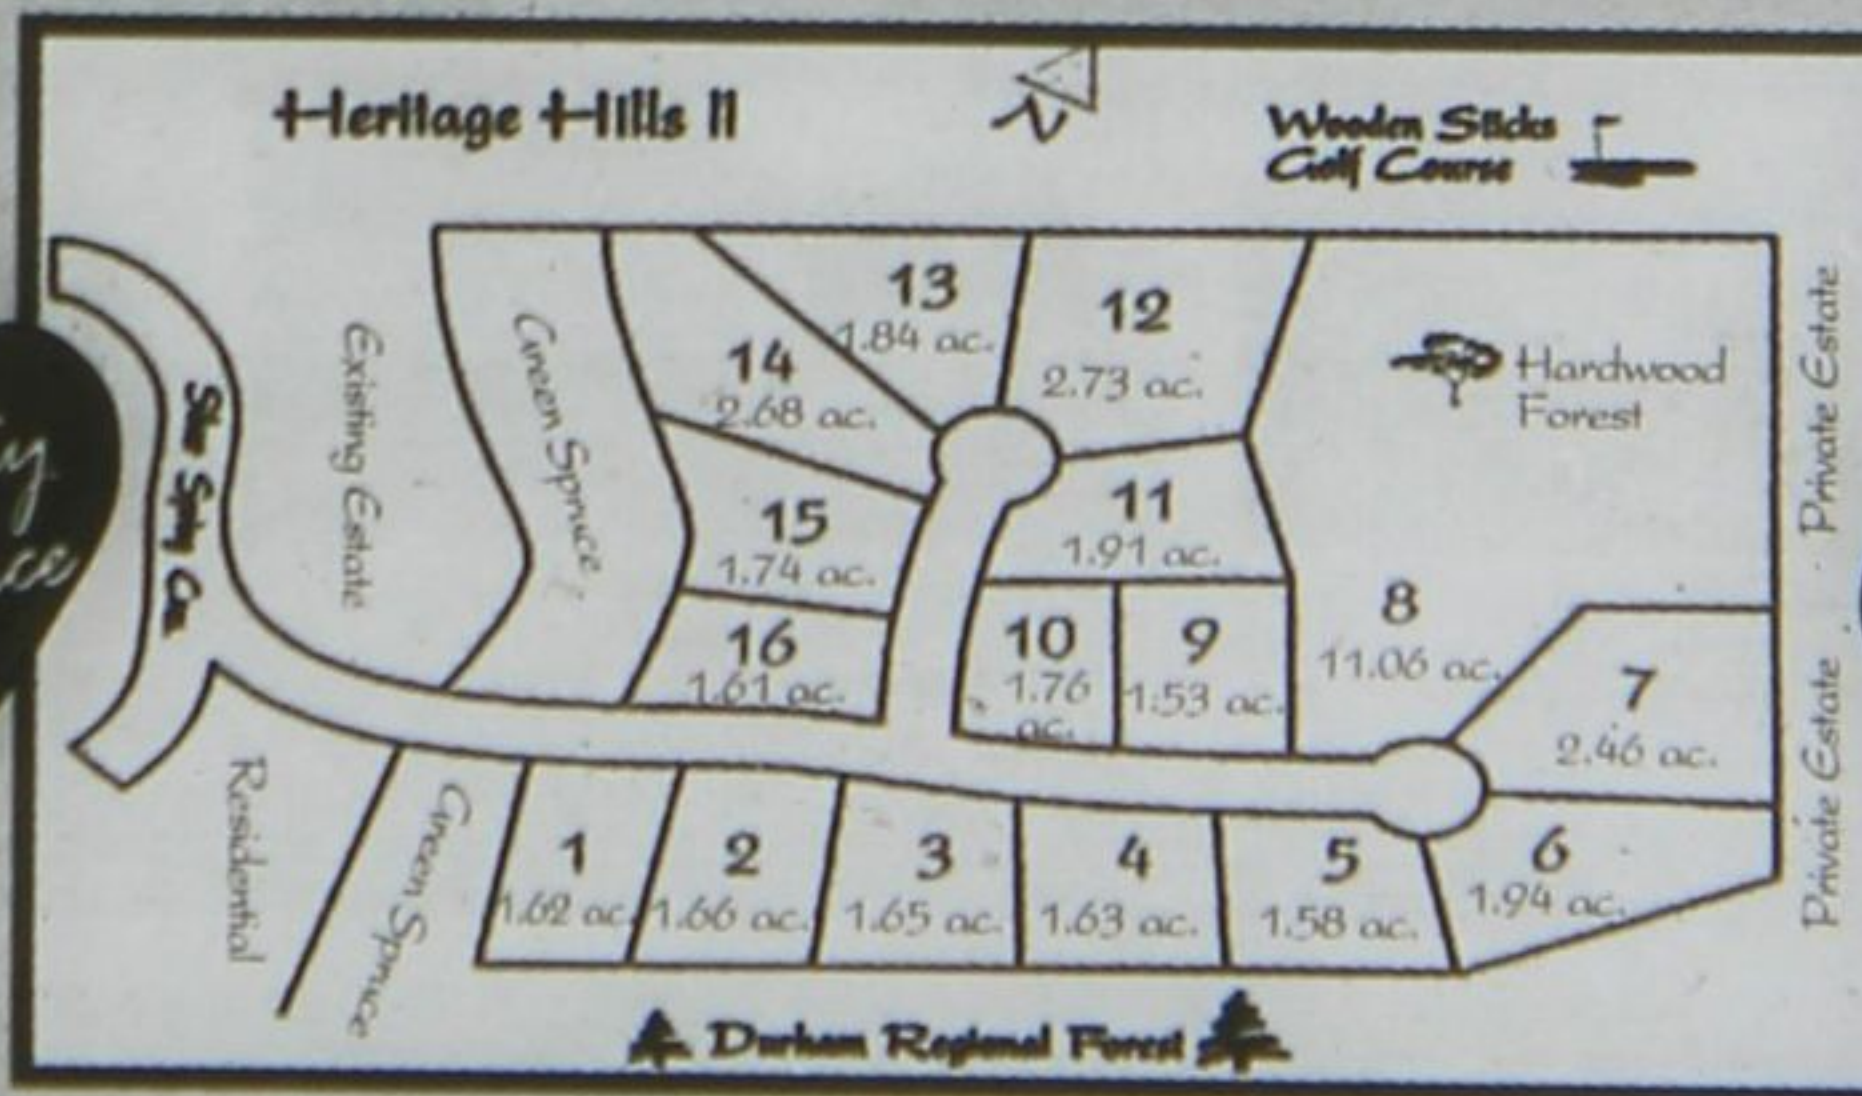 Heritage Hills II
N
Wooden Sticks
Golf Course
Existing Estate
Green Spruce
13
1.84 ac.
12
2.73 ac.
14
2.68 ac.
Hardwood
Forest
Private Estate
15
1.74 ac.
11
1.91 ac.
16
1.61 ac.
10
1.76
ac.
9
1.53 ac.
8
11.06 ac.
7
2.46 ac.
Private Estate
Residential
Green Spruce
1
1.62 ac.
2
1.66 ac.
3
1.65 ac.
4
1.63 ac.
5
1.58 ac.
6
1.94 ac.
Durham Regional Forest